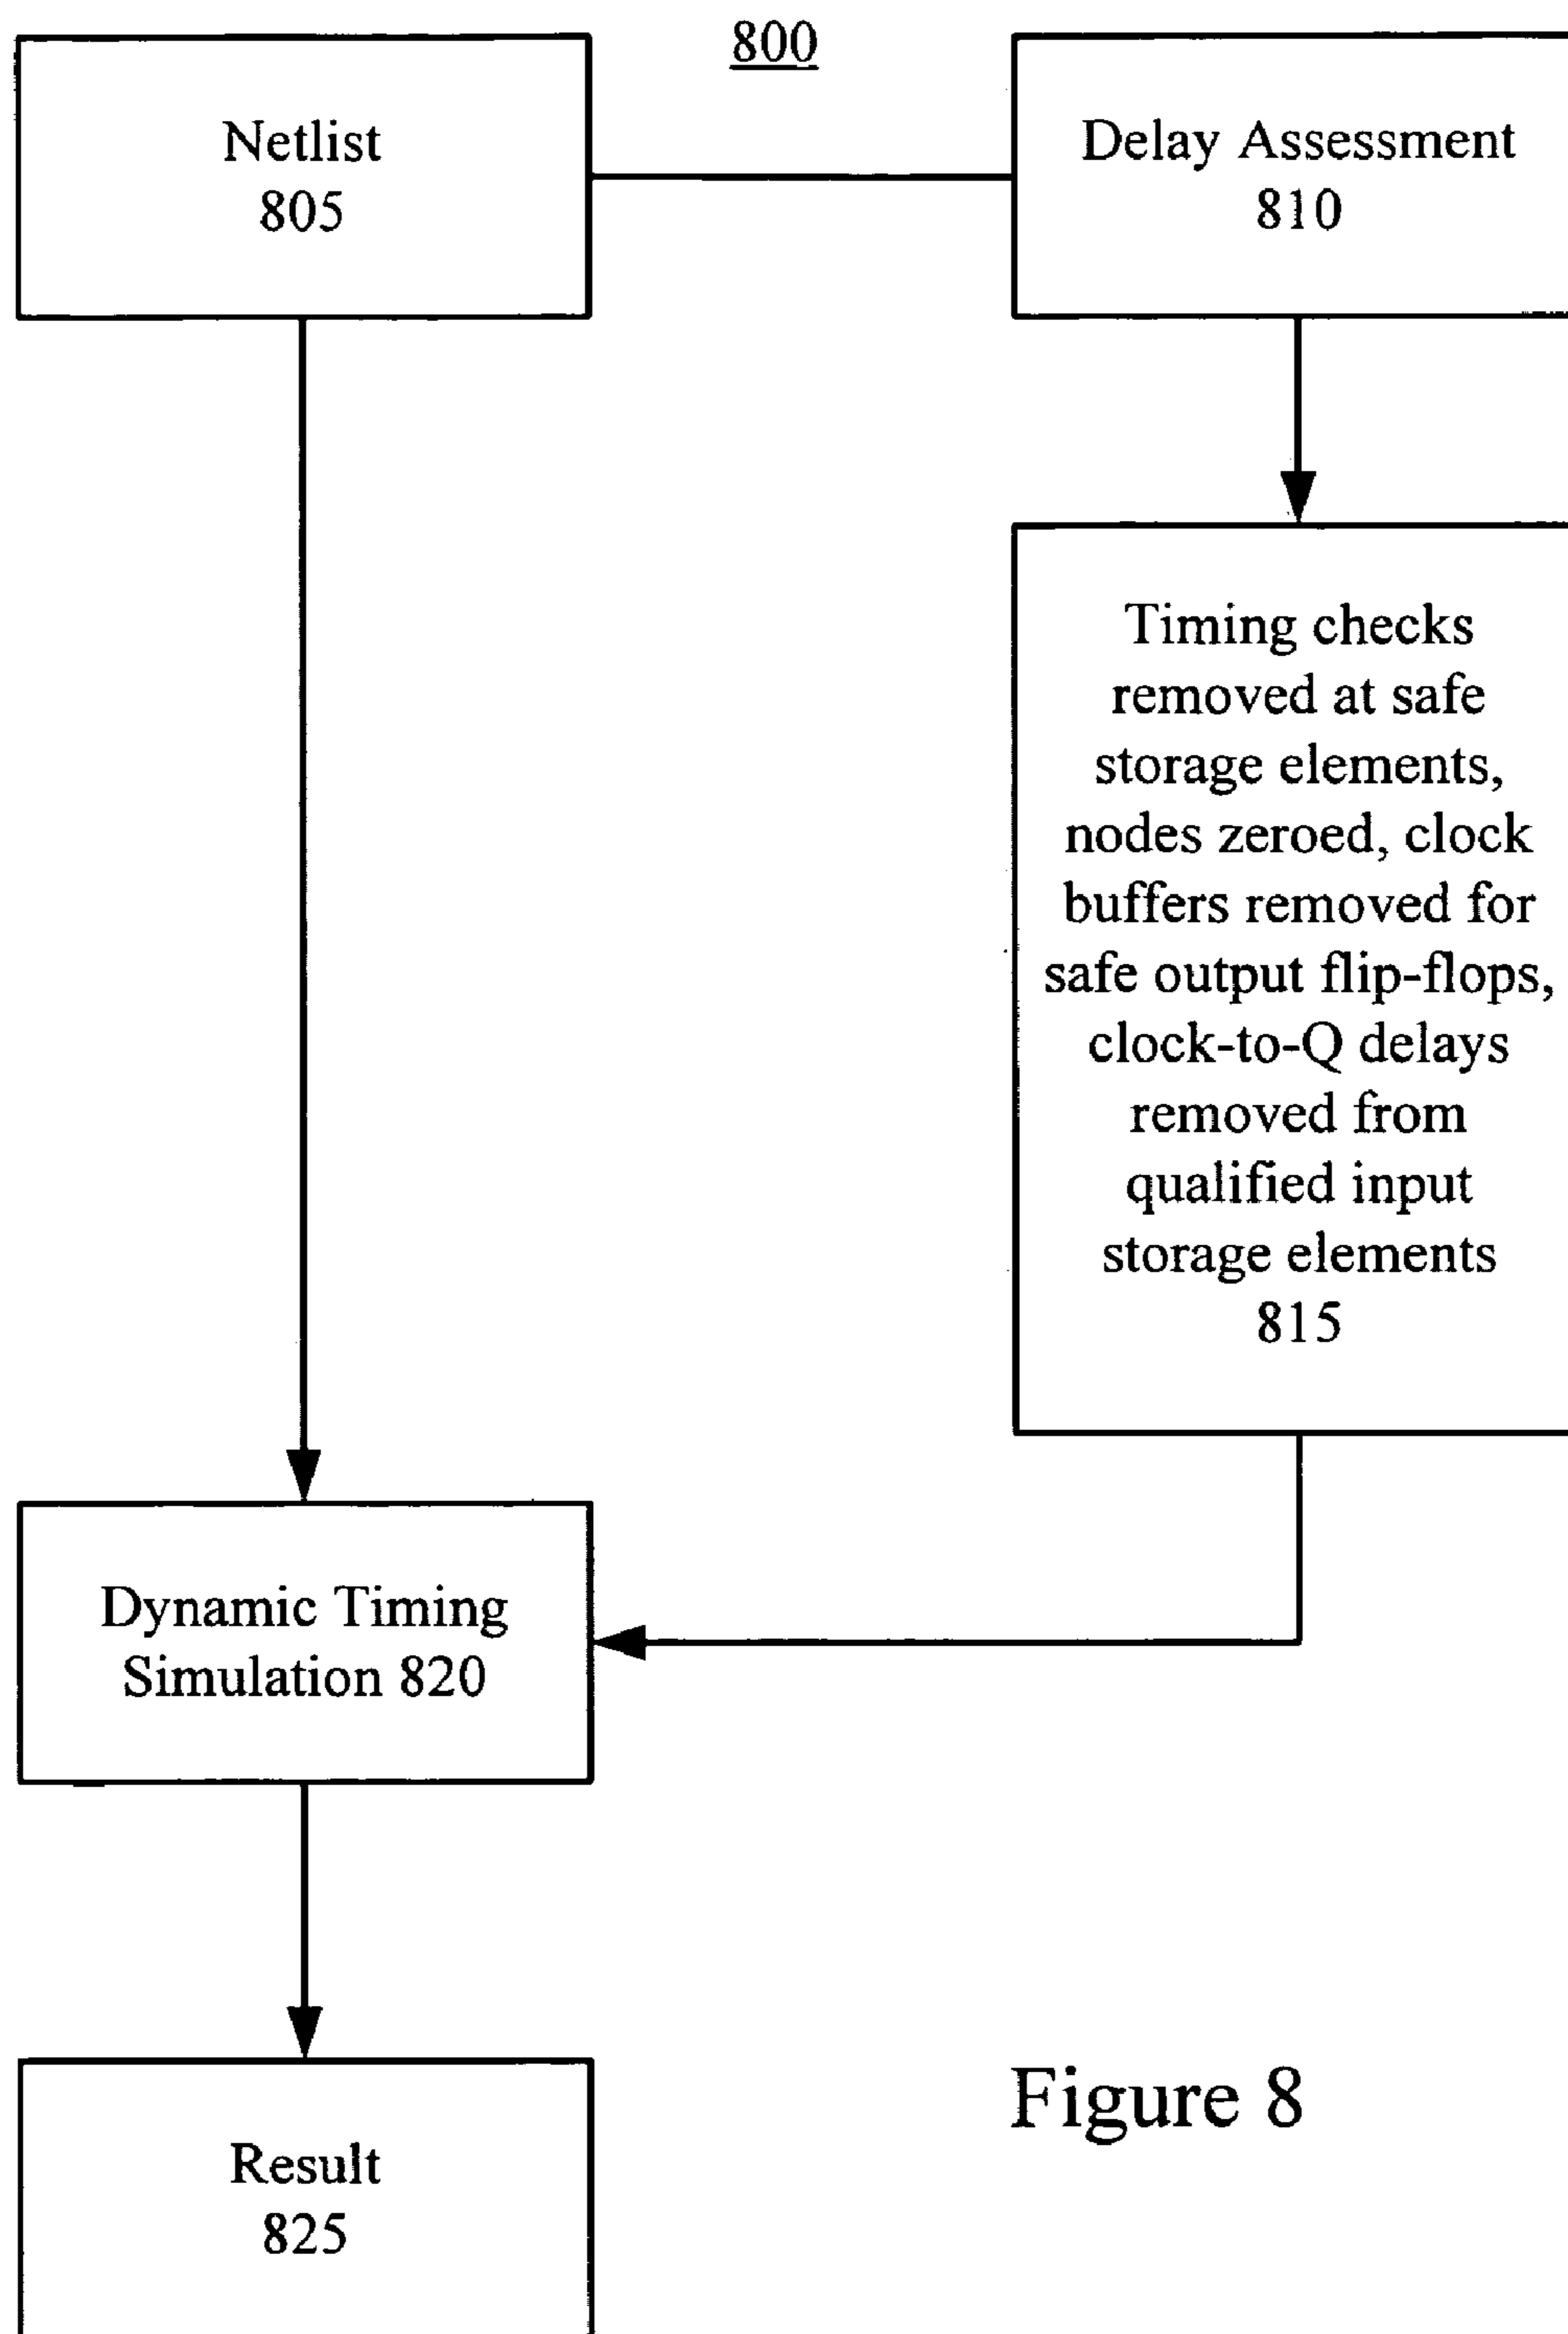 800
Netlist
805
Delay Assessment
810
Timing checks
removed at safe
storage elements,
nodes zeroed, clock
buffers removed for
safe output flip-flops,
clock-to-Q delays
removed from
qualified input
storage elements
815
Dynamic Timing
Simulation 820
Result
825
Figure 8